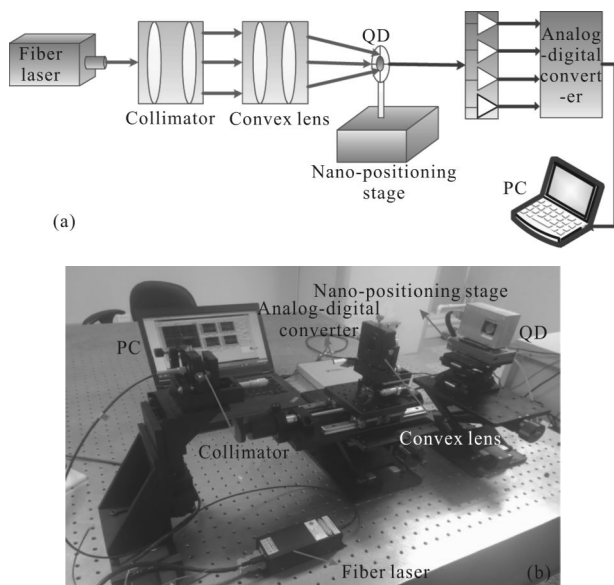 QD
Fiber
laser
Analog
-digital
convert
-er
Collimator
Convex lens
Nano-positioning
stage
PC
(a)
Nano-positioning stage
Analog-digital
converter
QD
PC
Convex lens
Collimator
Fiber laser
(b)